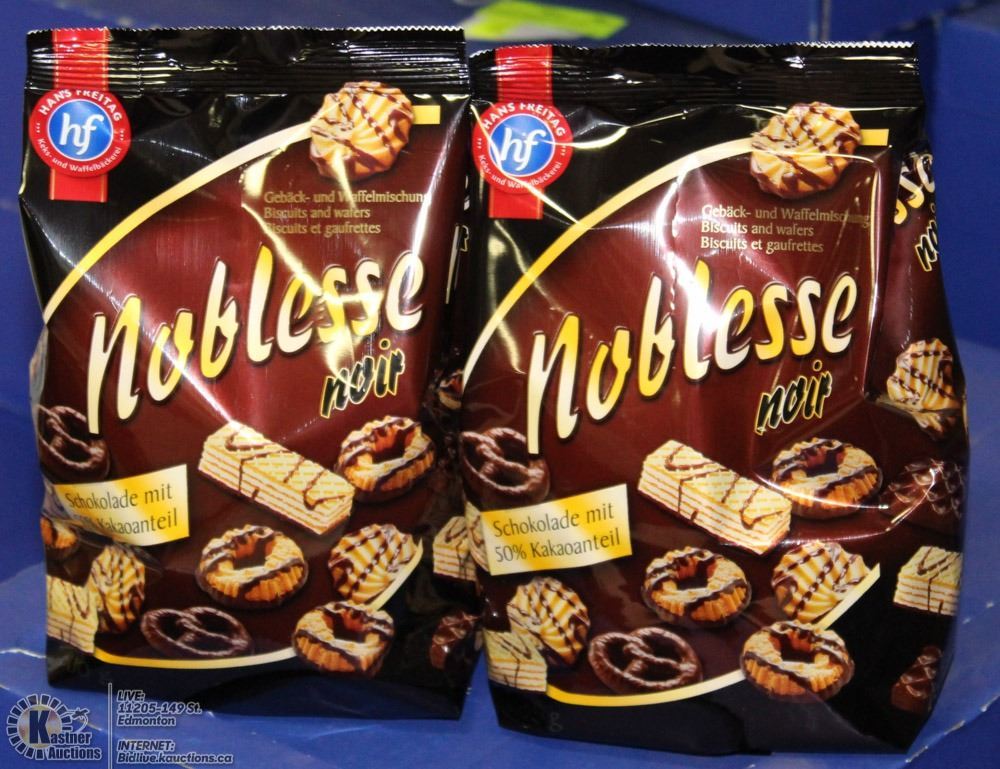 HANS FREITAG
hf
Keks- und Waffelbäckerei
Gebäck- und Waffelmischung
Biscuits and wafers
Biscuits et gaufrettes
Noblesse
noir
Schokolade mit
Kakaoanteil
HANS FREITAG
hf
Keks- und Waffelbäckerei
Gebäck- und Waffelmischung
Biscuits and wafers
Biscuits et gaufrettes
Noblesse
noir
Schokolade mit
50% Kakaoanteil
Kastner
Auctions
LIVE:
11205-149 St.
Edmonton
INTERNET:
Bidlive.kauctions.ca